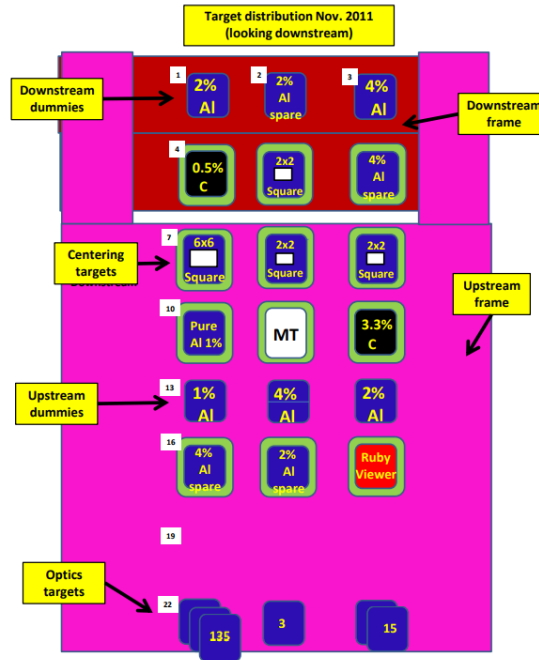 Target distribution Nov. 2011
(looking downstream)
1
2%
Al
2
2%
Al
spare
3
4%
Al
Downstream
dummies
Downstream
frame
4
0.5%
C
2x2
Square
4%
Al
spare
7
6x6
Square
2x2
Square
2x2
Square
Centering
targets
Downstream
Upstream
frame
10
Pure
Al 1%
MT
3.3%
C
13
1%
Al
4%
Al
2%
Al
Upstream
dummies
16
4%
Al
spare
2%
Al
spare
Ruby
Viewer
19
Optics
targets
22
135
3
15